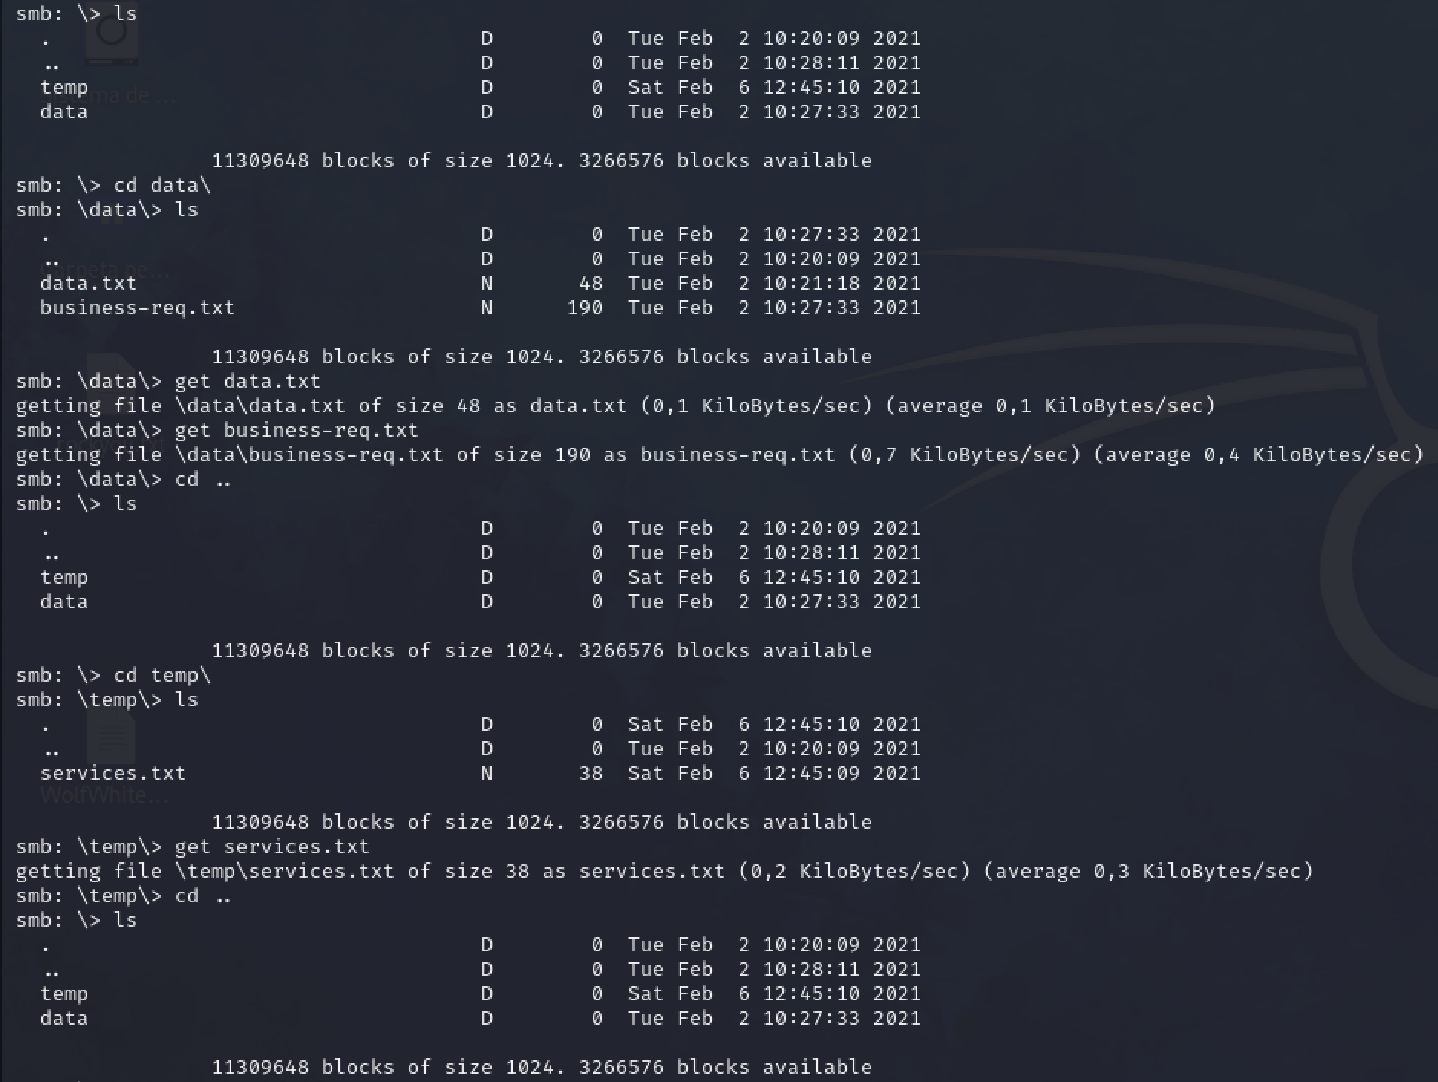 smb: \> ls
  .                                   D        0  Tue Feb  2 10:20:09 2021
  ..                                  D        0  Tue Feb  2 10:28:11 2021
  temp                                D        0  Sat Feb  6 12:45:10 2021
  data                                D        0  Tue Feb  2 10:27:33 2021
                11309648 blocks of size 1024. 3266576 blocks available
smb: \> cd data\
smb: \data\> ls
  .                                   D        0  Tue Feb  2 10:27:33 2021
  ..                                  D        0  Tue Feb  2 10:20:09 2021
  data.txt                            N       48  Tue Feb  2 10:21:18 2021
  business-req.txt                    N      190  Tue Feb  2 10:27:33 2021
                11309648 blocks of size 1024. 3266576 blocks available
smb: \data\> get data.txt
getting file \data\data.txt of size 48 as data.txt (0,1 KiloBytes/sec) (average 0,1 KiloBytes/sec)
smb: \data\> get business-req.txt
getting file \data\business-req.txt of size 190 as business-req.txt (0,7 KiloBytes/sec) (average 0,4 KiloBytes/sec)
smb: \data\> cd ..
smb: \> ls
  .                                   D        0  Tue Feb  2 10:20:09 2021
  ..                                  D        0  Tue Feb  2 10:28:11 2021
  temp                                D        0  Sat Feb  6 12:45:10 2021
  data                                D        0  Tue Feb  2 10:27:33 2021
                11309648 blocks of size 1024. 3266576 blocks available
smb: \> cd temp\
smb: \temp\> ls
  .                                   D        0  Sat Feb  6 12:45:10 2021
  ..                                  D        0  Tue Feb  2 10:20:09 2021
  services.txt                        N       38  Sat Feb  6 12:45:09 2021
WolfWhite...
                11309648 blocks of size 1024. 3266576 blocks available
smb: \temp\> get services.txt
getting file \temp\services.txt of size 38 as services.txt (0,2 KiloBytes/sec) (average 0,3 KiloBytes/sec)
smb: \temp\> cd ..
smb: \> ls
  .                                   D        0  Tue Feb  2 10:20:09 2021
  ..                                  D        0  Tue Feb  2 10:28:11 2021
  temp                                D        0  Sat Feb  6 12:45:10 2021
  data                                D        0  Tue Feb  2 10:27:33 2021
                11309648 blocks of size 1024. 3266576 blocks available